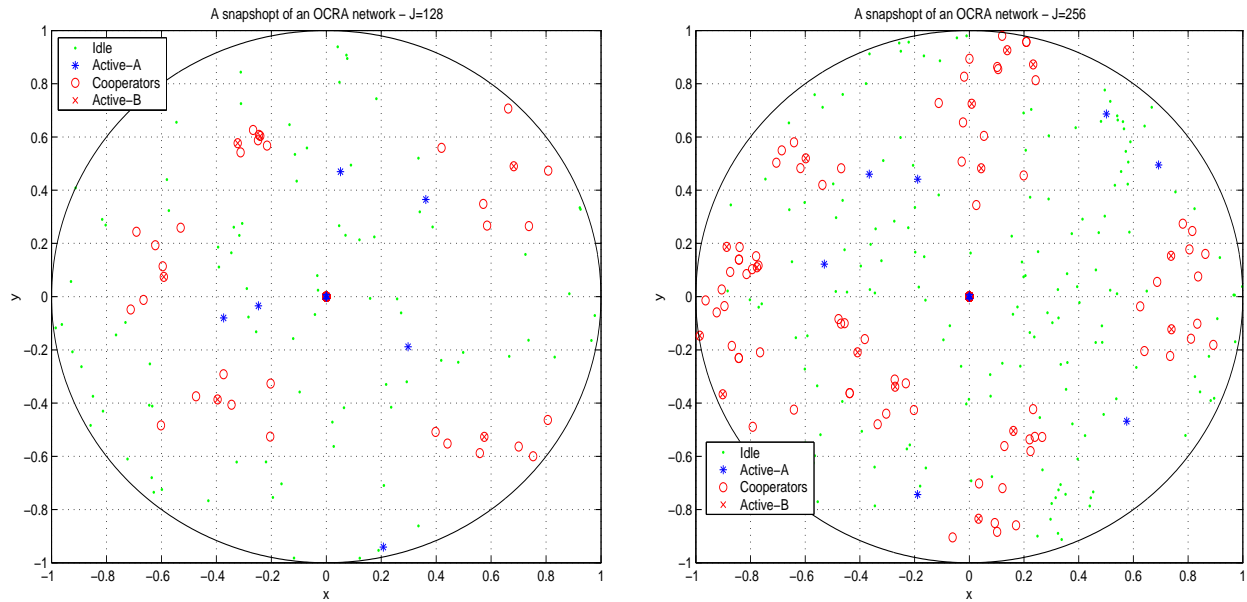 A snapshopt of an OCRA network − J=128
Idle
Active−A
Cooperators
Active−B
1
0.8
0.6
0.4
0.2
0
−0.2
−0.4
−0.6
−0.8
−1
y
−1 −0.8 −0.6 −0.4 −0.2 0 0.2 0.4 0.6 0.8 1
x
A snapshopt of an OCRA network − J=256
1
0.8
0.6
0.4
0.2
0
−0.2
−0.4
−0.6
−0.8
−1
y
Idle
Active−A
Cooperators
Active−B
−1 −0.8 −0.6 −0.4 −0.2 0 0.2 0.4 0.6 0.8 1
x